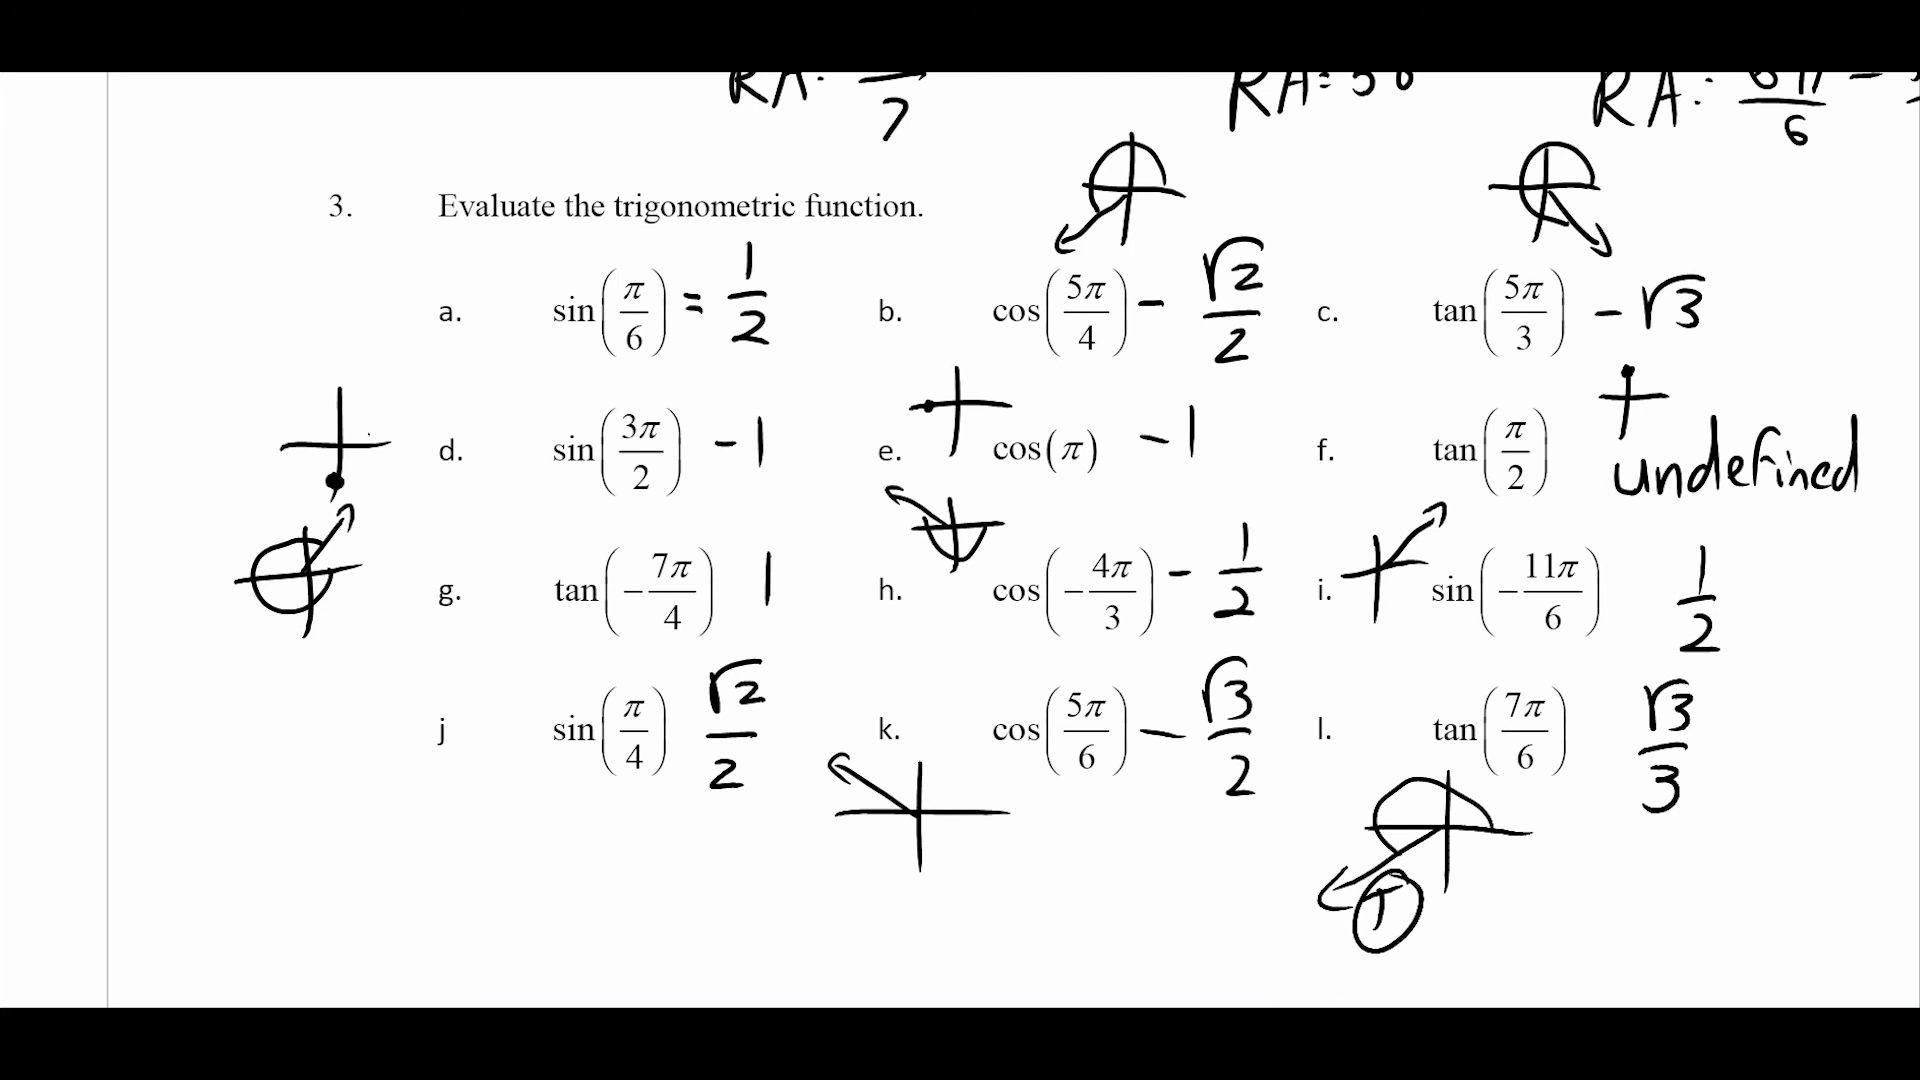 RA: 7 RA= 30 RA: 6π - / 6
3. Evaluate the trigonometric function.
a. sin(π/6) = 1/2 b. cos(5π/4) - √2/2 c. tan(5π/3) - √3
d. sin(3π/2) - 1 e. cos(π) - 1 f. tan(π/2) undefined
g. tan(-7π/4) 1 h. cos(-4π/3) - 1/2 i. sin(-11π/6) 1/2
j sin(π/4) √2/2 k. cos(5π/6) - √3/2 l. tan(7π/6) √3/3
T